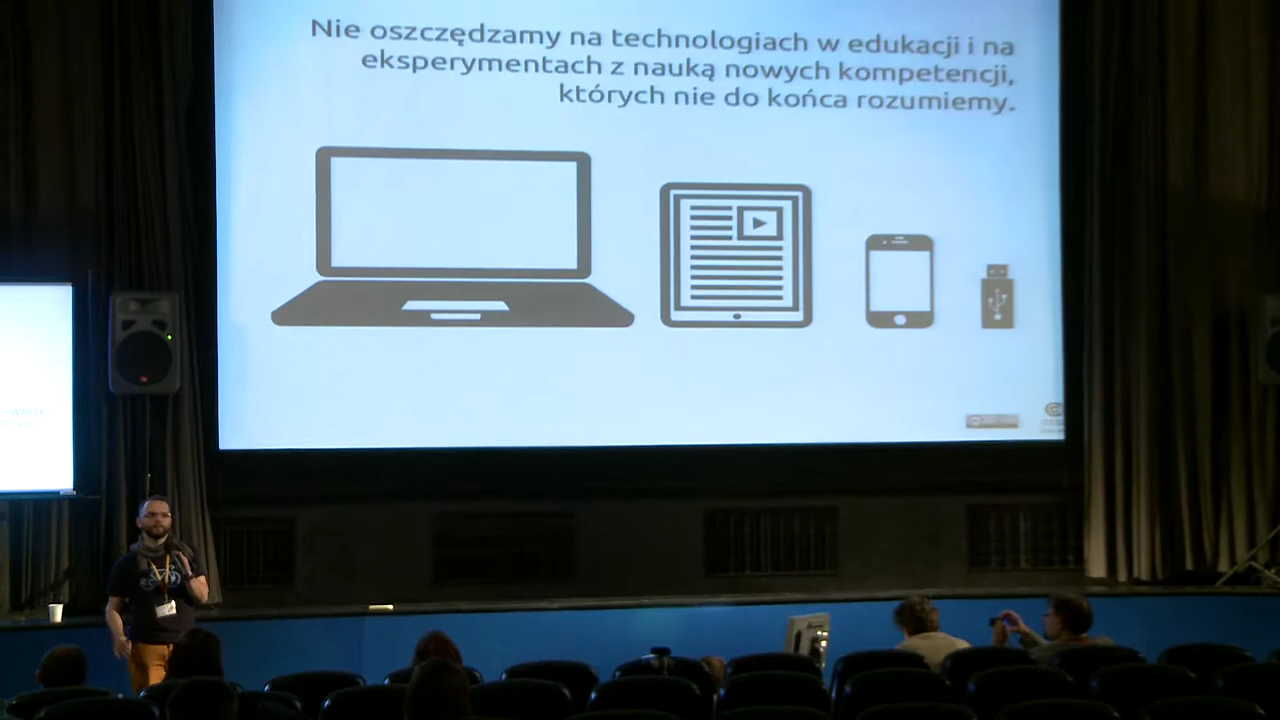 Nie oszczędzamy na technologiach w edukacji i na
eksperymentach z nauką nowych kompetencji,
których nie do końca rozumiemy.